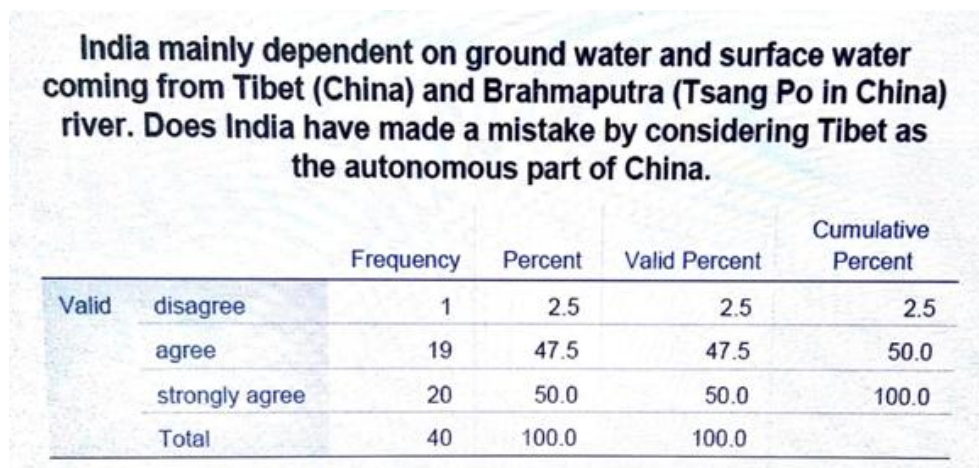 India mainly dependent on ground water and surface water
coming from Tibet (China) and Brahmaputra (Tsang Po in China)
river. Does India have made a mistake by considering Tibet as
the autonomous part of China.
Frequency Percent Valid Percent Cumulative Percent
Valid disagree 1 2.5 2.5 2.5
agree 19 47.5 47.5 50.0
strongly agree 20 50.0 50.0 100.0
Total 40 100.0 100.0